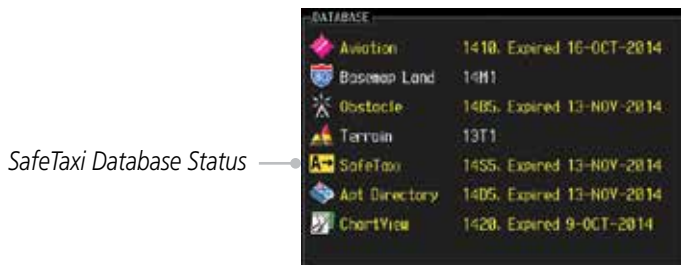 DATABASE
Aviation 1410. Expired 16-OCT-2014
Basemap Land 14M1
Obstacle 14B5. Expired 13-NOV-2014
Terrain 13T1
SafeTaxi Database Status
A→ SafeTaxi 14S5. Expired 13-NOV-2014
Apt Directory 14D5. Expired 13-NOV-2014
ChartView 1420. Expired 9-OCT-2014